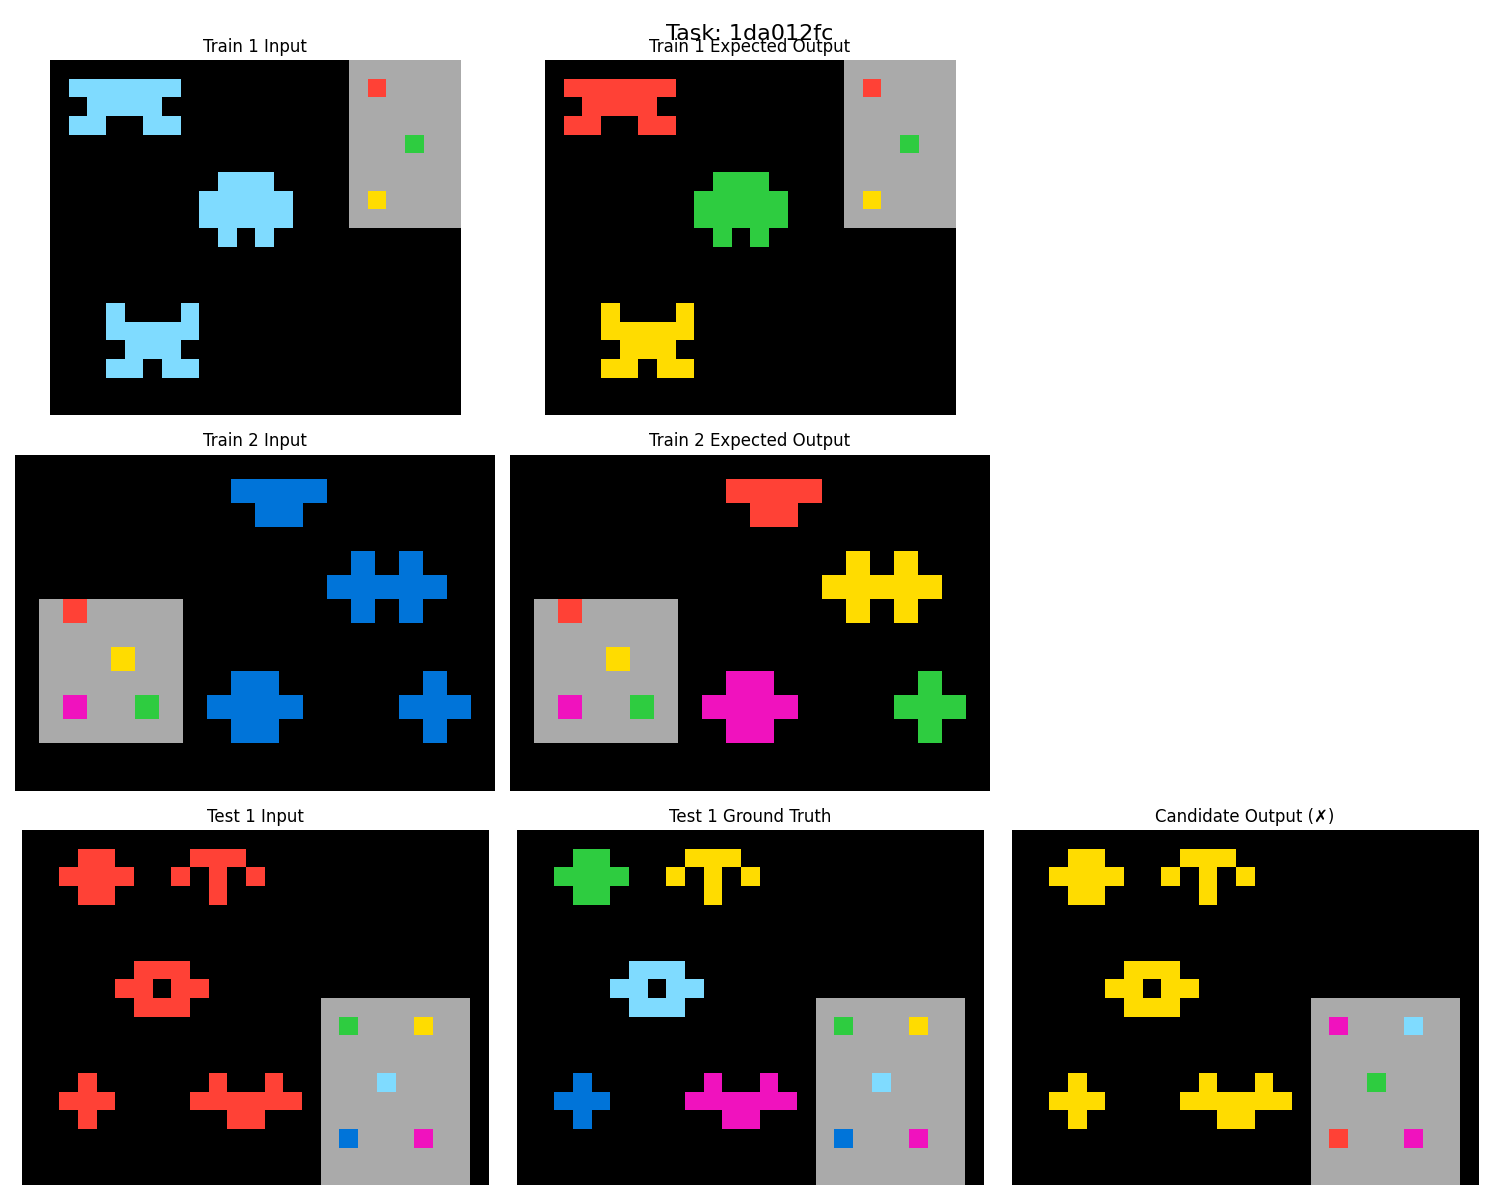 Task: 1da012fc
Train 1 Input
Train 1 Expected Output
Train 2 Input
Train 2 Expected Output
Test 1 Input
Test 1 Ground Truth
Candidate Output (✗)